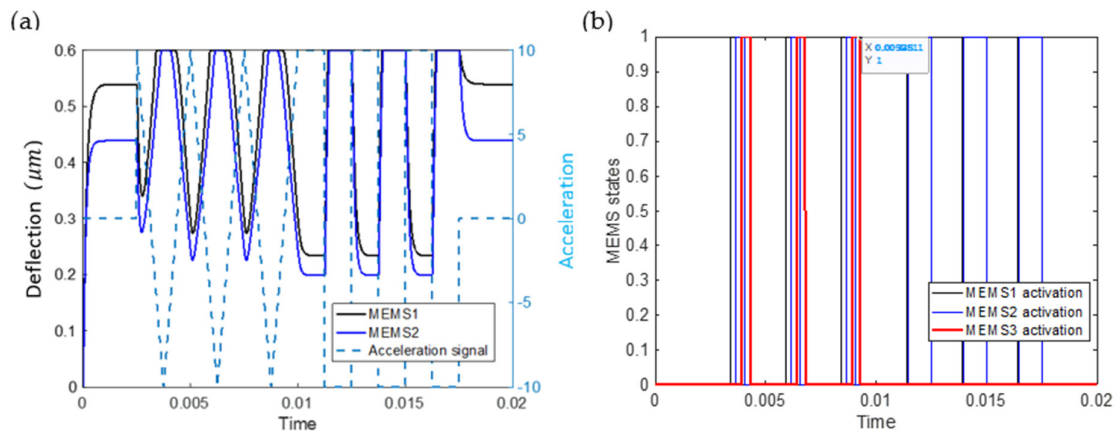 (a)
0.6
0.5
0.4
0.3
0.2
0.1
0
Deflection (μm)
0
0.005
0.01
0.015
0.02
Time
10
5
0
-5
-10
Acceleration
MEMS1
MEMS2
Acceleration signal
(b)
1
0.9
0.8
0.7
0.6
0.5
0.4
0.3
0.2
0.1
0
MEMS states
0
0.005
0.01
0.015
0.02
Time
X
Y 1
MEMS1 activation
MEMS2 activation
MEMS3 activation